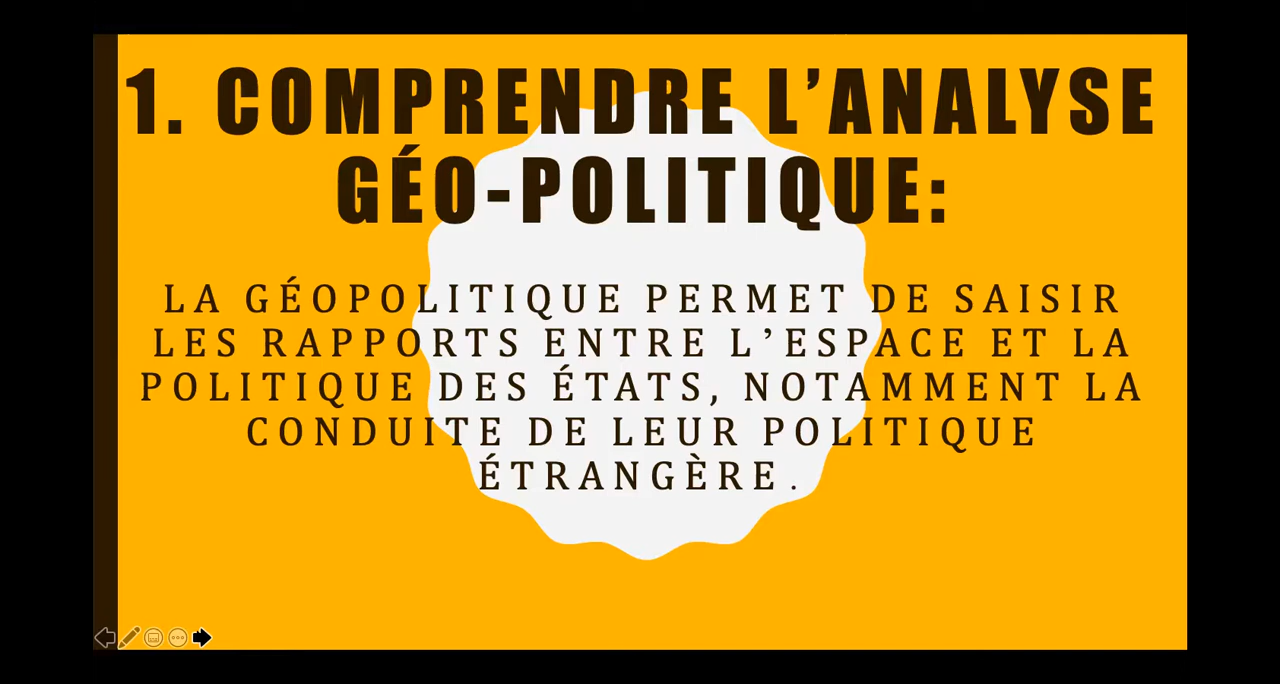 1. COMPRENDRE L’ANALYSE
GÉO-POLITIQUE:
LA GÉOPOLITIQUE PERMET DE SAISIR
LES RAPPORTS ENTRE L’ESPACE ET LA
POLITIQUE DES ÉTATS, NOTAMMENT LA
CONDUITE DE LEUR POLITIQUE
ÉTRANGÈRE.